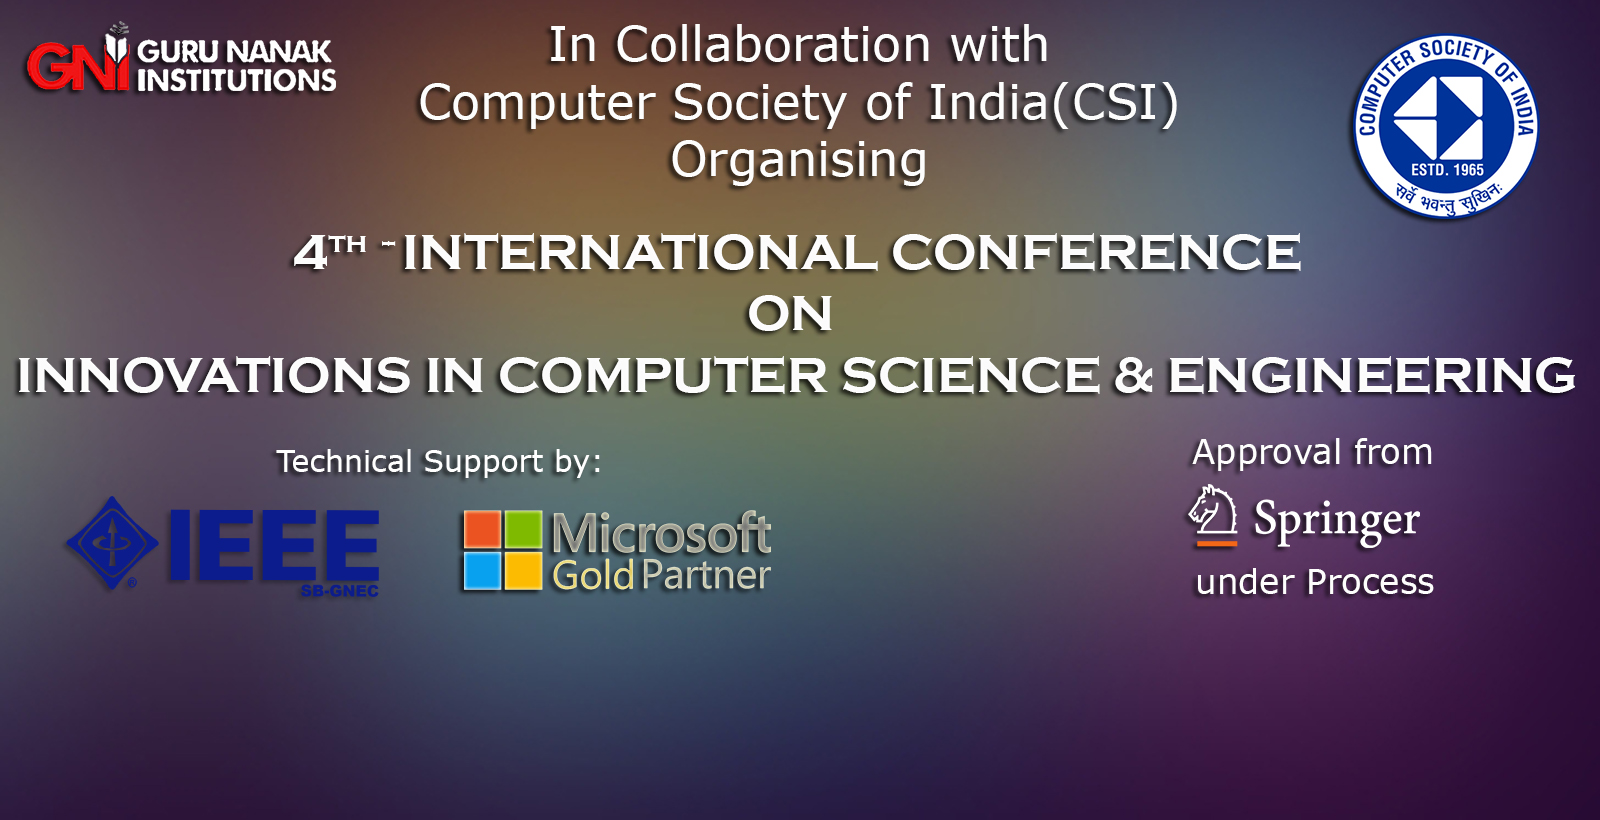 GNI GURU NANAK
INSTITUTIONS
In Collaboration with
Computer Society of India(CSI)
Organising
COMPUTER SOCIETY OF INDIA
ESTD. 1965
सर्वे भवन्तु सुखिनः
4TH - INTERNATIONAL CONFERENCE
ON
INNOVATIONS IN COMPUTER SCIENCE & ENGINEERING
Technical Support by:
IEEE
®
SB-GNEC
Microsoft
Gold Partner
Approval from
Springer
under Process